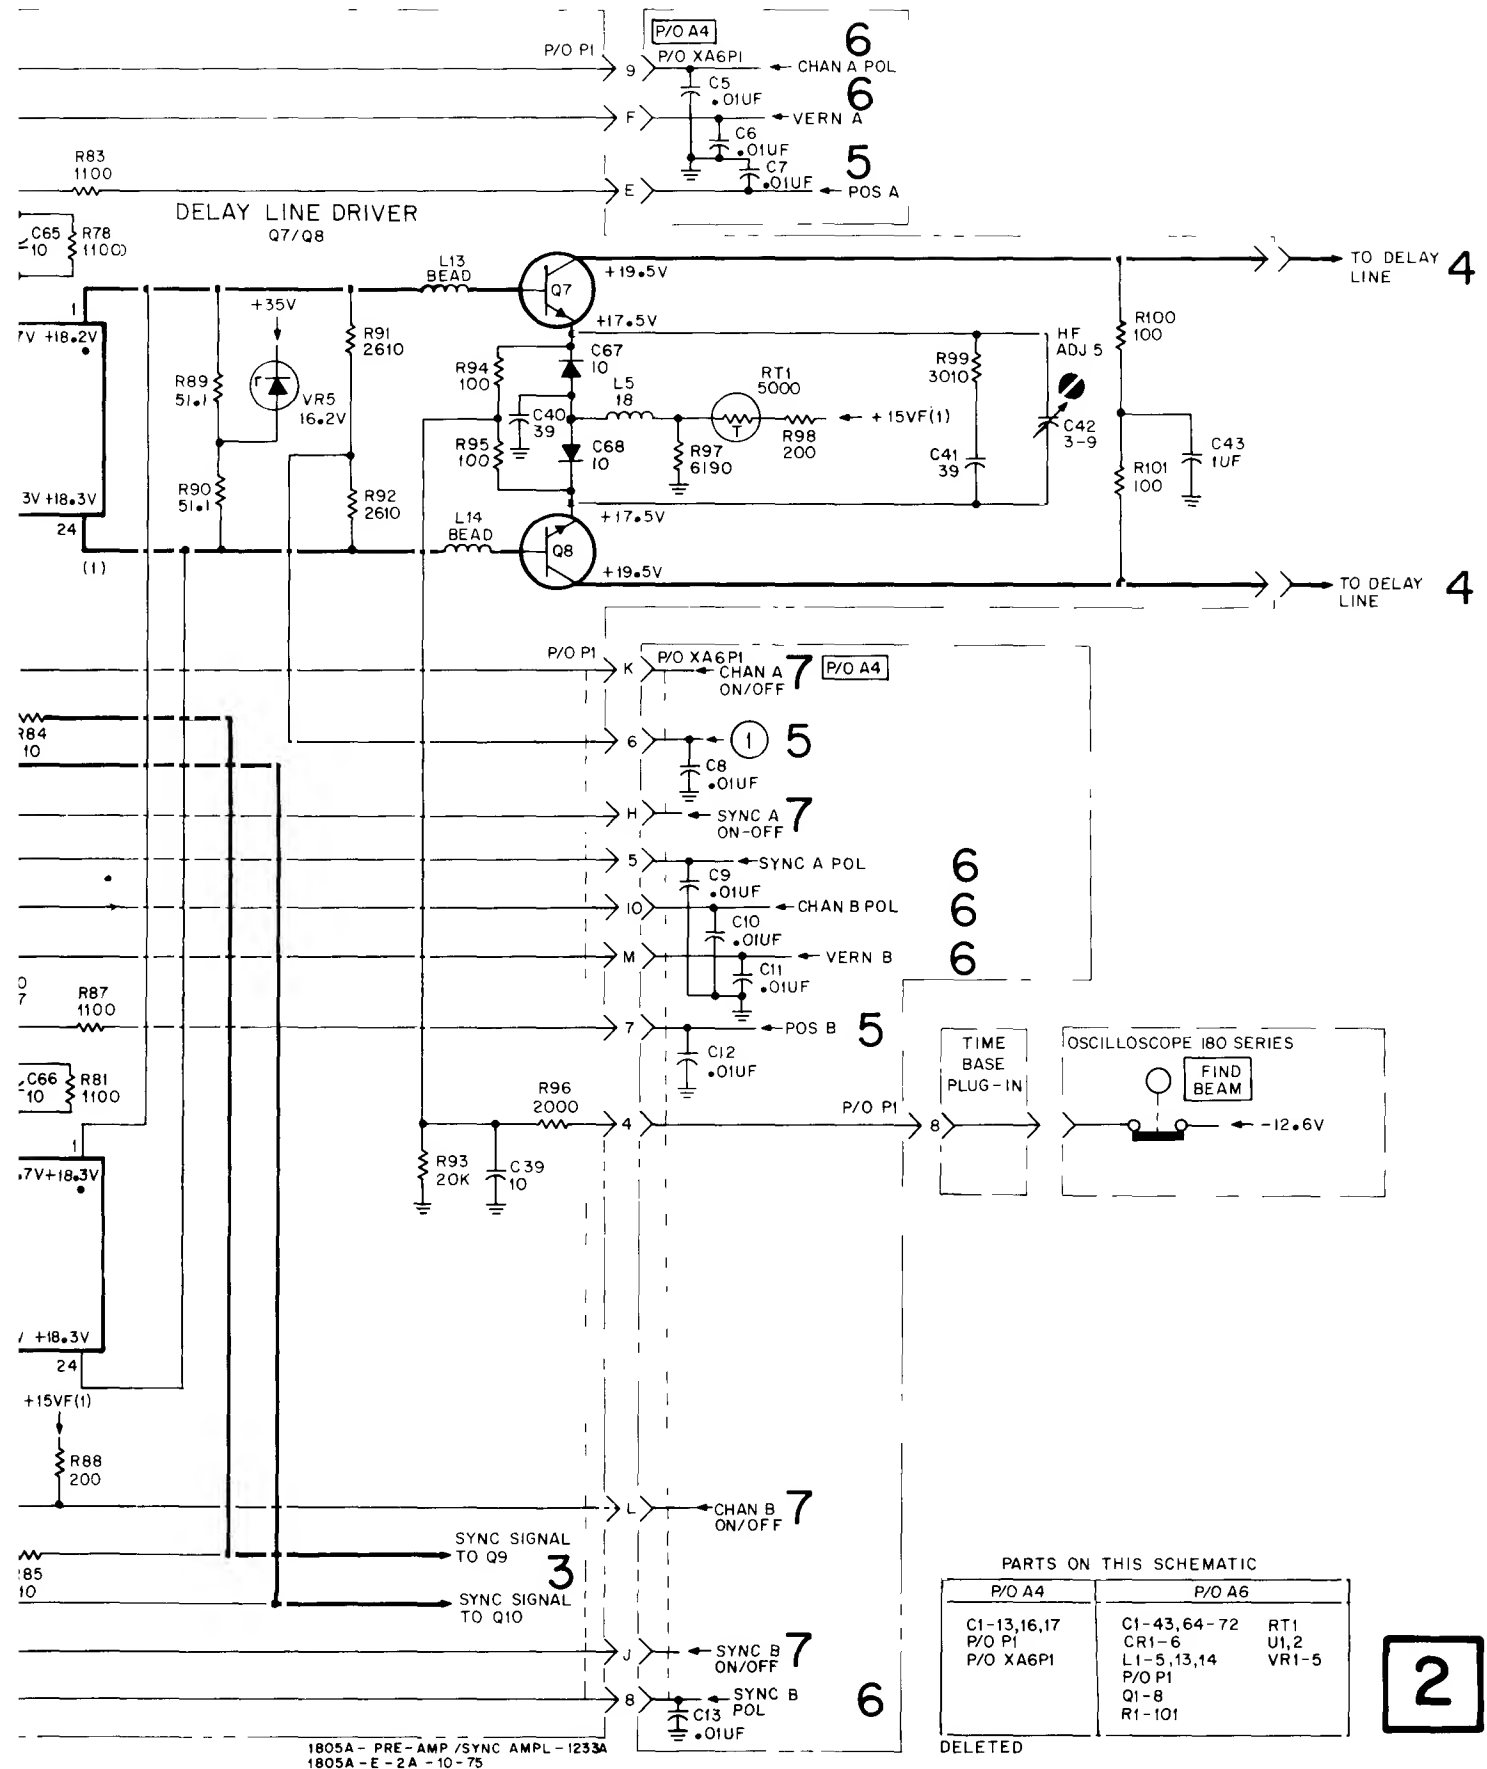 P/O A4
P/O P1
P/O XA6P1
9
CHAN A POL
6
C5
.01UF
F
VERN A
6
C6
.01UF
R83
1100
C7
.01UF
E
POS A
5
DELAY LINE DRIVER
Q7/Q8
C65
10
R78
1100
L13
BEAD
Q7
+19.5V
TO DELAY
LINE
4
1
+35V
7V +18.2V
R91
2610
+17.5V
HF
ADJ 5
R100
100
R89
51.1
VR5
16.2V
R94
100
C67
10
L5
18
RT1
5000
T
R99
3010
C40
39
+15VF(1)
C42
3-9
R95
100
C68
10
R97
6190
R98
200
C41
39
C43
1UF
R101
100
3V +18.3V
R90
51.1
R92
2610
24
(1)
L14
BEAD
+17.5V
Q8
+19.5V
TO DELAY
LINE
4
P/O P1
K
P/O XA6P1
CHAN A
ON/OFF
7
P/O A4
R84
10
6
1
5
C8
.01UF
H
SYNC A
ON-OFF
7
5
SYNC A POL
6
C9
.01UF
10
CHAN B POL
6
C10
.01UF
M
VERN B
6
C11
.01UF
0
7
R87
1100
7
POS B
5
C12
.01UF
TIME
BASE
PLUG-IN
OSCILLOSCOPE 180 SERIES
FIND
BEAM
C66
10
R81
1100
R96
2000
4
P/O P1
8
-12.6V
1
.7V+18.3V
R93
20K
C39
10
+18.3V
24
+15VF(1)
R88
200
L
CHAN B
ON/OFF
7
SYNC SIGNAL
TO Q9
3
85
10
SYNC SIGNAL
TO Q10
J
SYNC B
ON/OFF
7
8
SYNC B
POL
6
C13
.01UF
PARTS ON THIS SCHEMATIC
P/O A4 P/O A6
C1-13,16,17 C1-43,64-72 RT1
P/O P1 CR1-6 U1,2
P/O XA6P1 L1-5,13,14 VR1-5
P/O P1
Q1-8
R1-101
DELETED
2
1805A- PRE-AMP/SYNC AMPL-1233A
1805A-E-2A-10-75